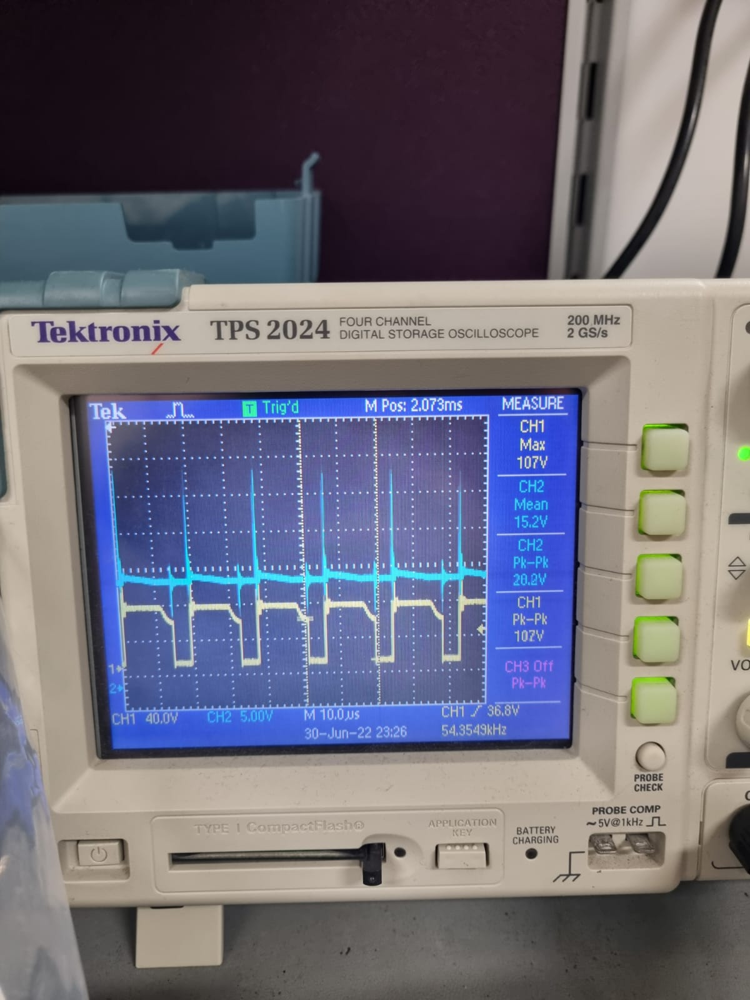 Tektronix TPS 2024 FOUR CHANNEL
DIGITAL STORAGE OSCILLOSCOPE
200 MHz
2 GS/s
Tek T Trig'd M Pos: 2.073ms MEASURE
CH1
Max
107V
CH2
Mean
15.2V
CH2
Pk-Pk
CH1
Pk-Pk
CH3 Off
Pk-Pk
1
2
CH1 40.0V CH2 5.00V M 10.0µs CH1 36.8V
30-Jun-22 23:26 54.3549kHz
PROBE
CHECK
PROBE COMP
~5V@1kHz
TYPE I CompactFlash®
APPLICATION
KEY
BATTERY
CHARGING
VO